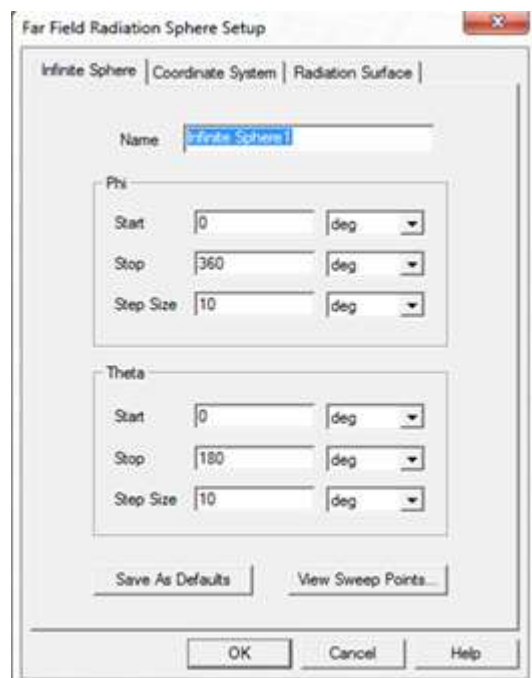 Far Field Radiation Sphere Setup
Infinite Sphere Coordinate System Radiation Surface
Name Infinite Sphere1
Phi
Start 0 deg
Stop 360 deg
Step Size 10 deg
Theta
Start 0 deg
Stop 180 deg
Step Size 10 deg
Save As Defaults View Sweep Points...
OK Cancel Help